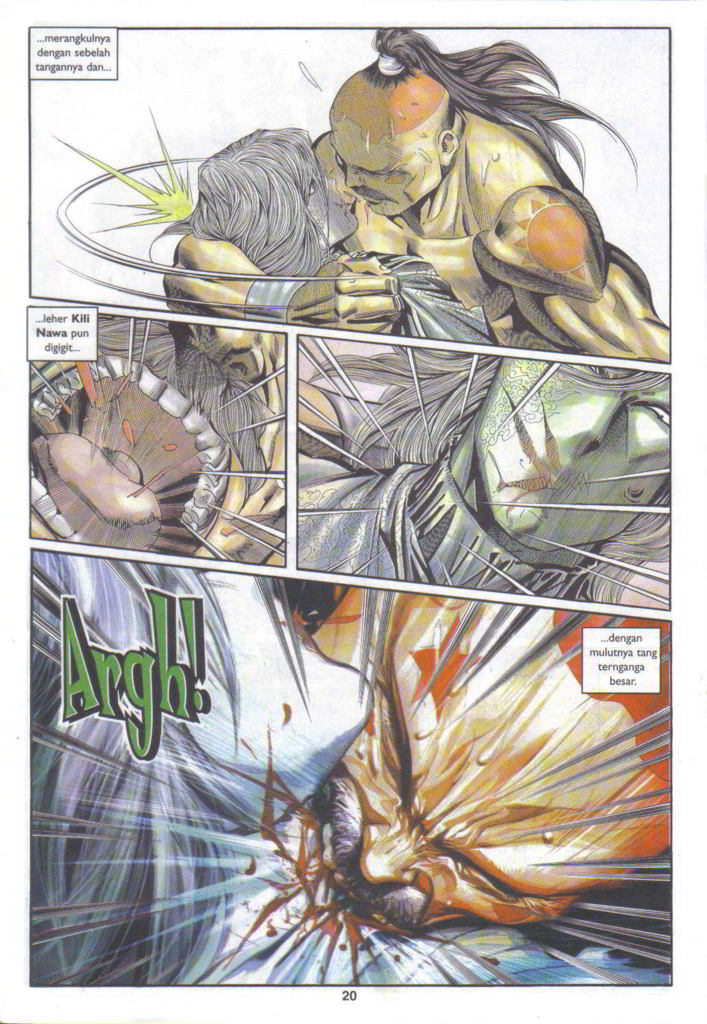 ...merangkulnya
dengan sebelah
tangannya dan...
...leher Kili
Nawa pun
digigit...
Argh!
...dengan
mulutnya tang
ternganga
besar.
20